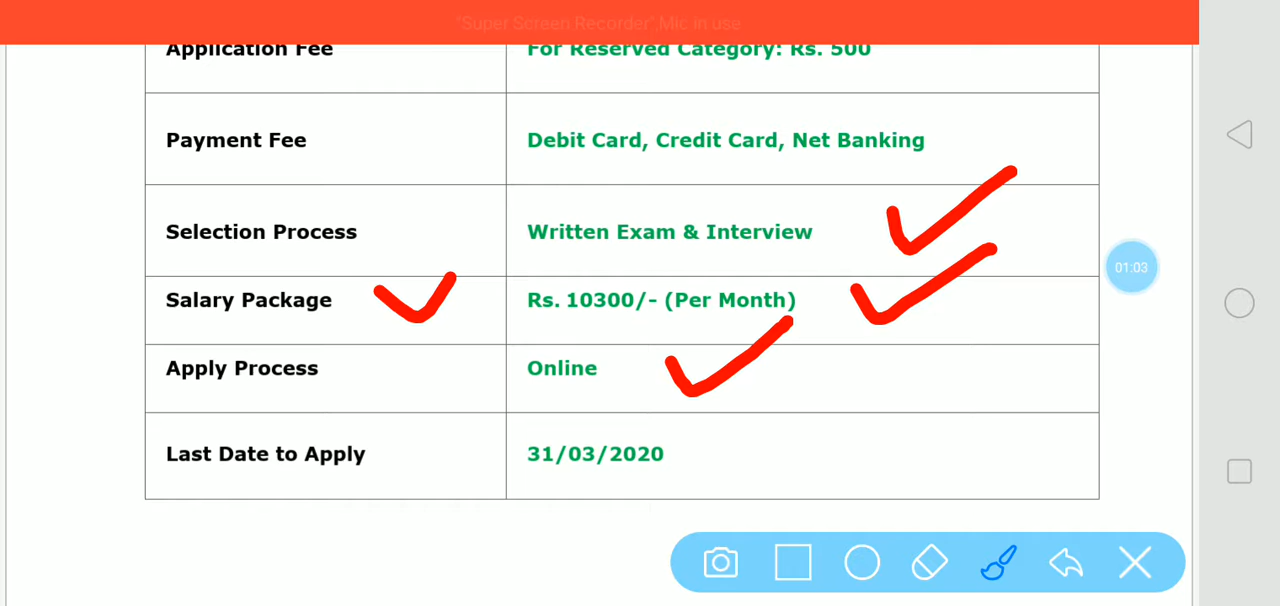 "Super Screen Recorder" Mic in use
Application Fee For Reserved Category: Rs. 500
Payment Fee Debit Card, Credit Card, Net Banking
Selection Process Written Exam & Interview
Salary Package Rs. 10300/- (Per Month)
01:03
Apply Process Online
Last Date to Apply 31/03/2020